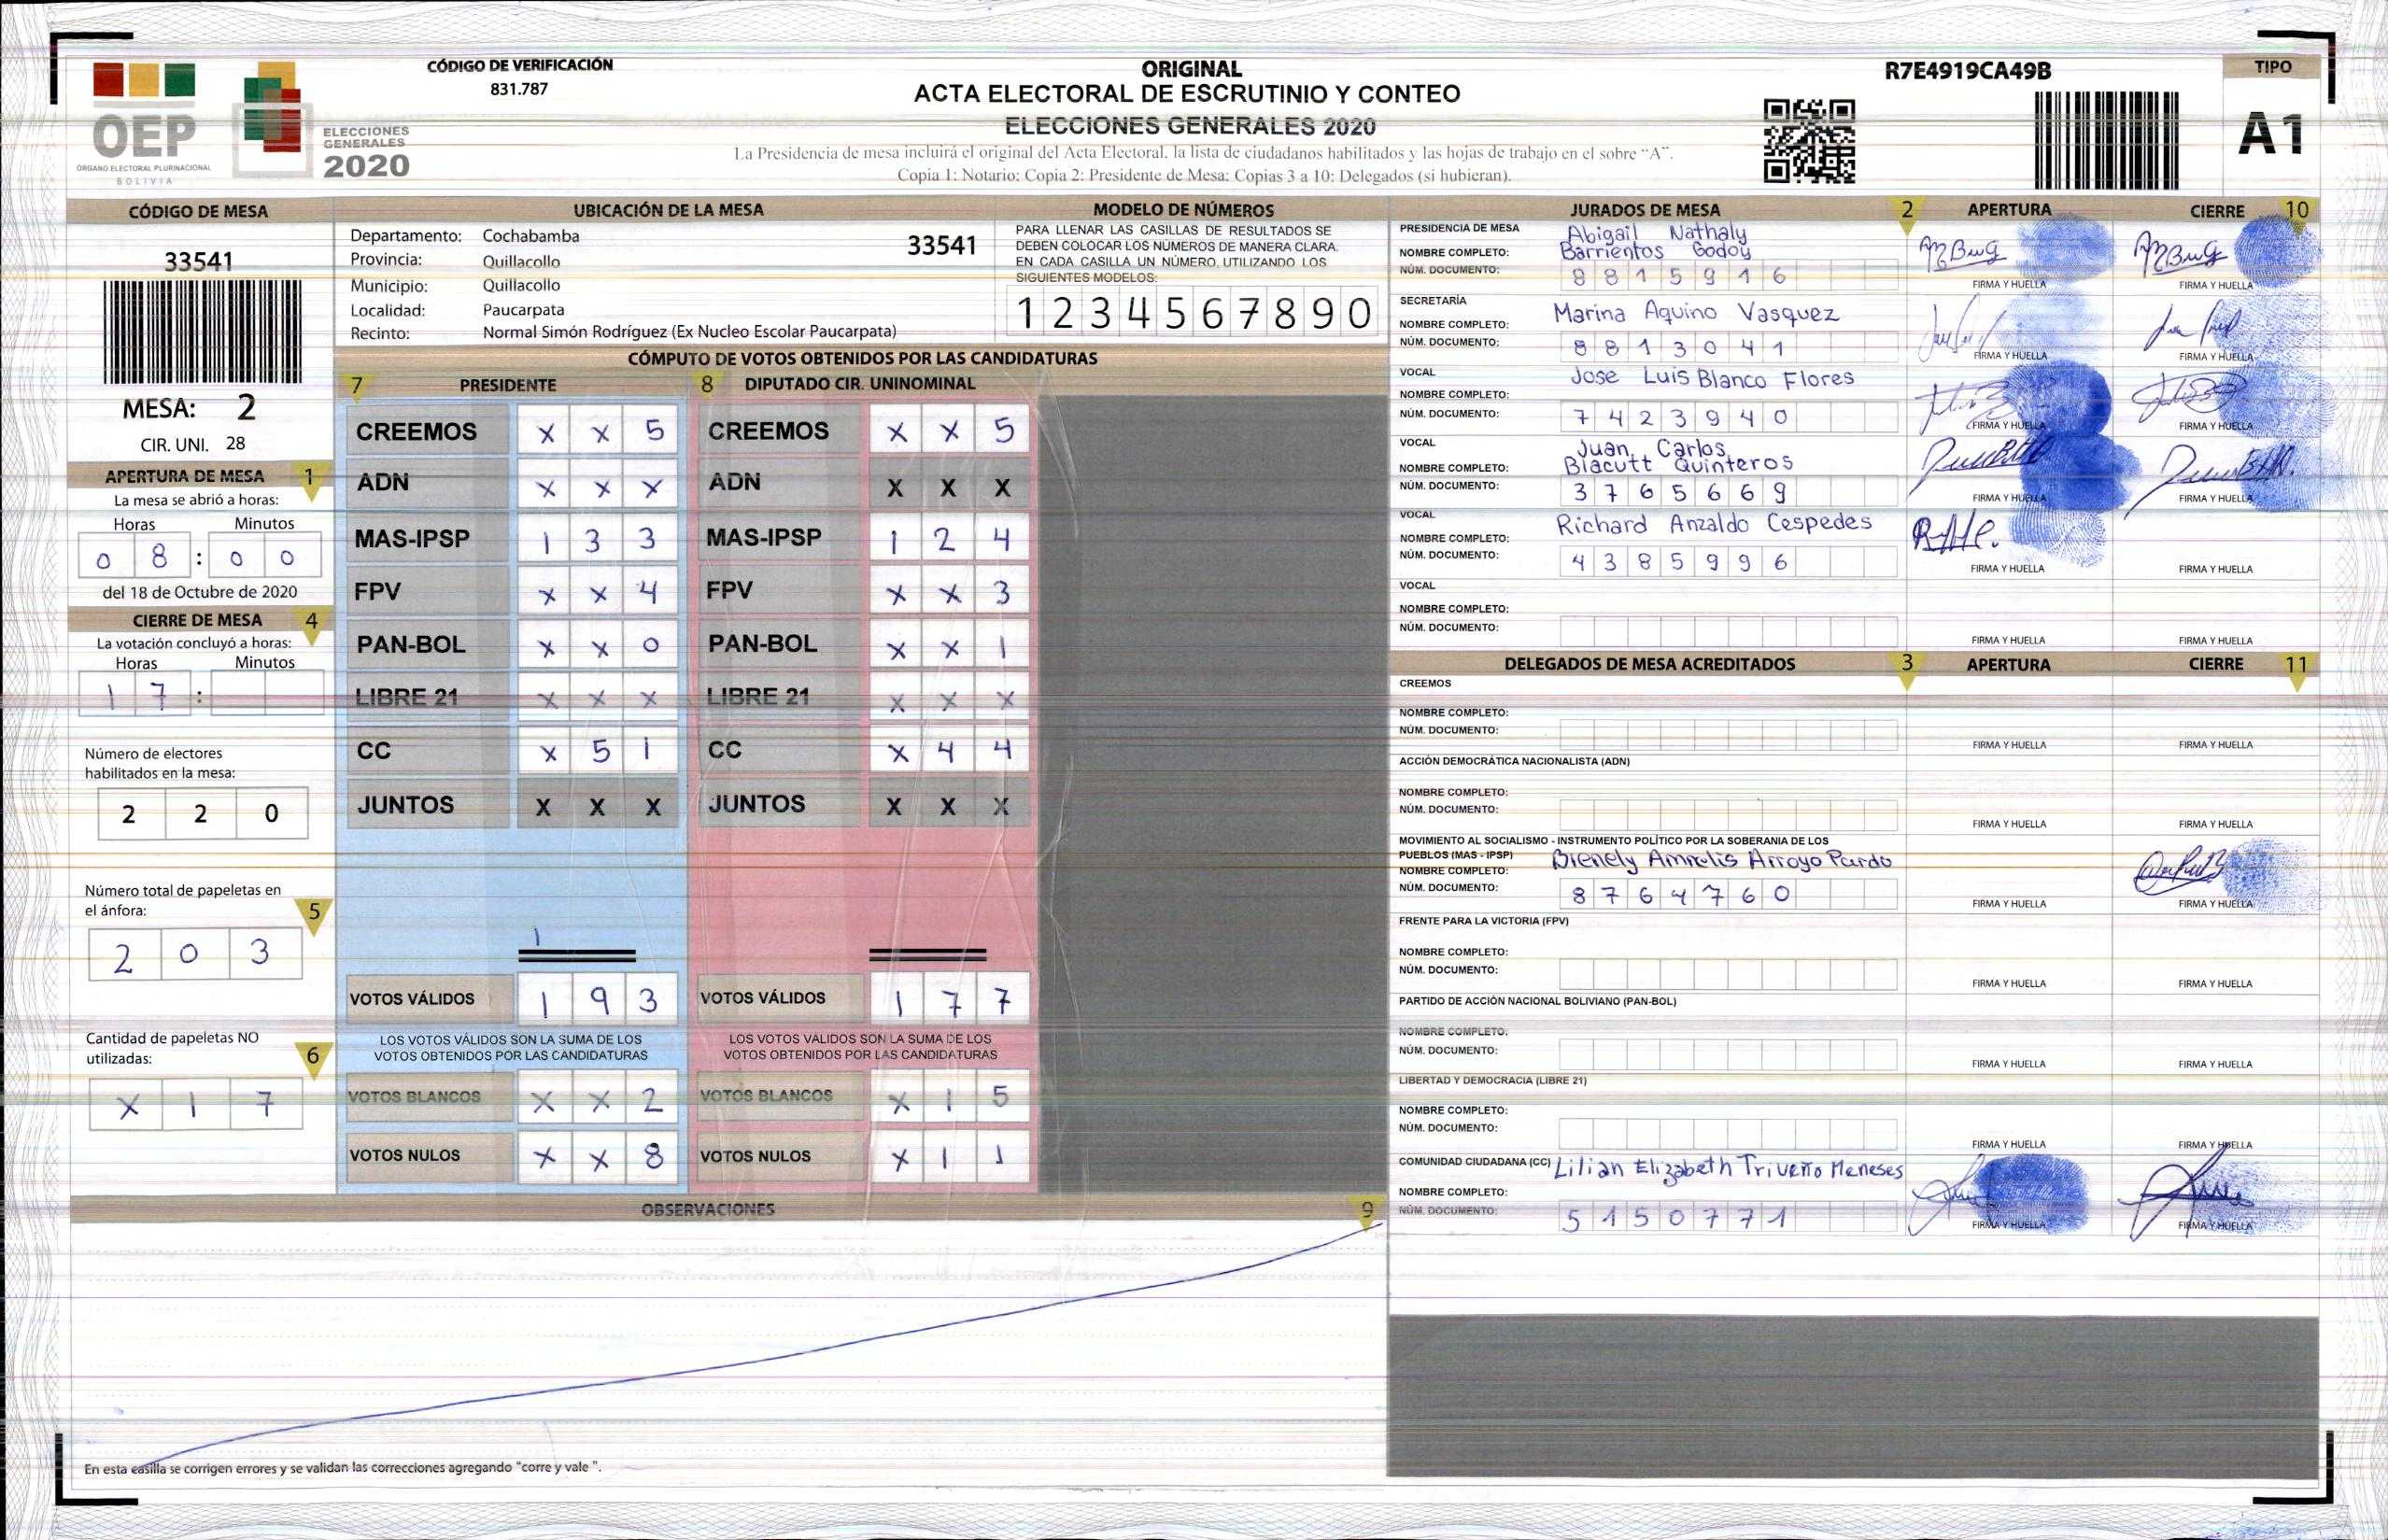 CÓDIGO DE VERIFICACIÓN
831.787
ORIGINAL
ACTA ELECTORAL DE ESCRUTINIO Y CONTEO
ELECCIONES GENERALES 2020
La Presidencia de mesa incluirá el original del Acta Electoral, la lista de ciudadanos habilitados y las hojas de trabajo en el sobre “A”.
Copia 1: Notario; Copia 2: Presidente de Mesa; Copias 3 a 10: Delegados (si hubieran).
R7E4919CA49B
TIPO
A1
OEP
ÓRGANO ELECTORAL PLURINACIONAL
BOLIVIA
ELECCIONES
GENERALES
2020
CÓDIGO DE MESA
33541
MESA: 2
CIR. UNI. 28
APERTURA DE MESA 1
La mesa se abrió a horas:
Horas Minutos
0 8 : 0 0
del 18 de Octubre de 2020
CIERRE DE MESA 4
La votación concluyó a horas:
Horas Minutos
1 7 :
Número de electores
habilitados en la mesa:
2 2 0
Número total de papeletas en
el ánfora: 5
2 0 3
Cantidad de papeletas NO
utilizadas: 6
X 1 7
UBICACIÓN DE LA MESA
Departamento: Cochabamba 33541
Provincia: Quillacollo
Municipio: Quillacollo
Localidad: Paucarpata
Recinto: Normal Simón Rodríguez (Ex Nucleo Escolar Paucarpata)
MODELO DE NÚMEROS
PARA LLENAR LAS CASILLAS DE RESULTADOS SE
DEBEN COLOCAR LOS NÚMEROS DE MANERA CLARA.
EN CADA CASILLA UN NÚMERO, UTILIZANDO LOS
SIGUIENTES MODELOS:
1 2 3 4 5 6 7 8 9 0
CÓMPUTO DE VOTOS OBTENIDOS POR LAS CANDIDATURAS
7 PRESIDENTE 8 DIPUTADO CIR. UNINOMINAL
CREEMOS X X 5 CREEMOS X X 5
ADN X X X ADN X X X
MAS-IPSP 1 3 3 MAS-IPSP 1 2 4
FPV X X 4 FPV X X 3
PAN-BOL X X 0 PAN-BOL X X 1
LIBRE 21 X X X LIBRE 21 X X X
CC X 5 1 CC X 4 4
JUNTOS X X X JUNTOS X X X
1
VOTOS VÁLIDOS 1 9 3 VOTOS VÁLIDOS 1 7 7
LOS VOTOS VÁLIDOS SON LA SUMA DE LOS LOS VOTOS VÁLIDOS SON LA SUMA DE LOS
VOTOS OBTENIDOS POR LAS CANDIDATURAS VOTOS OBTENIDOS POR LAS CANDIDATURAS
VOTOS BLANCOS X X 2 VOTOS BLANCOS X 1 5
VOTOS NULOS X X 8 VOTOS NULOS X 1 1
OBSERVACIONES 9
En esta casilla se corrigen errores y se validan las correcciones agregando "corre y vale ".
JURADOS DE MESA 2 APERTURA CIERRE 10
PRESIDENCIA DE MESA Abigail Nathaly
NOMBRE COMPLETO: Barrientos Godoy
NÚM. DOCUMENTO: 8 8 1 5 9 1 6
FIRMA Y HUELLA FIRMA Y HUELLA
SECRETARÍA
NOMBRE COMPLETO: Marina Aquino Vasquez
NÚM. DOCUMENTO: 8 8 1 3 0 4 1
FIRMA Y HUELLA FIRMA Y HUELLA
VOCAL
NOMBRE COMPLETO: Jose Luis Blanco Flores
NÚM. DOCUMENTO: 7 4 2 3 9 4 0
FIRMA Y HUELLA FIRMA Y HUELLA
VOCAL Juan Carlos
NOMBRE COMPLETO: Blacutt Quinteros
NÚM. DOCUMENTO: 3 7 6 5 6 6 9
FIRMA Y HUELLA FIRMA Y HUELLA
VOCAL
NOMBRE COMPLETO: Richard Anzaldo Cespedes
NÚM. DOCUMENTO: 4 3 8 5 9 9 6
FIRMA Y HUELLA FIRMA Y HUELLA
VOCAL
NOMBRE COMPLETO:
NÚM. DOCUMENTO:
FIRMA Y HUELLA FIRMA Y HUELLA
DELEGADOS DE MESA ACREDITADOS 3 APERTURA CIERRE 11
CREEMOS
NOMBRE COMPLETO:
NÚM. DOCUMENTO:
FIRMA Y HUELLA FIRMA Y HUELLA
ACCIÓN DEMOCRÁTICA NACIONALISTA (ADN)
NOMBRE COMPLETO:
NÚM. DOCUMENTO:
FIRMA Y HUELLA FIRMA Y HUELLA
MOVIMIENTO AL SOCIALISMO - INSTRUMENTO POLÍTICO POR LA SOBERANIA DE LOS
PUEBLOS (MAS - IPSP)
NOMBRE COMPLETO: Bienely Amrelis Arroyo Pardo
NÚM. DOCUMENTO: 8 7 6 4 7 6 0
FIRMA Y HUELLA FIRMA Y HUELLA
FRENTE PARA LA VICTORIA (FPV)
NOMBRE COMPLETO:
NÚM. DOCUMENTO:
FIRMA Y HUELLA FIRMA Y HUELLA
PARTIDO DE ACCIÓN NACIONAL BOLIVIANO (PAN-BOL)
NOMBRE COMPLETO:
NÚM. DOCUMENTO:
FIRMA Y HUELLA FIRMA Y HUELLA
LIBERTAD Y DEMOCRACIA (LIBRE 21)
NOMBRE COMPLETO:
NÚM. DOCUMENTO:
FIRMA Y HUELLA FIRMA Y HUELLA
COMUNIDAD CIUDADANA (CC) Lilian Elizabeth Triveño Meneses
NOMBRE COMPLETO:
NÚM. DOCUMENTO: 5 1 5 0 7 7 1
FIRMA Y HUELLA FIRMA Y HUELLA